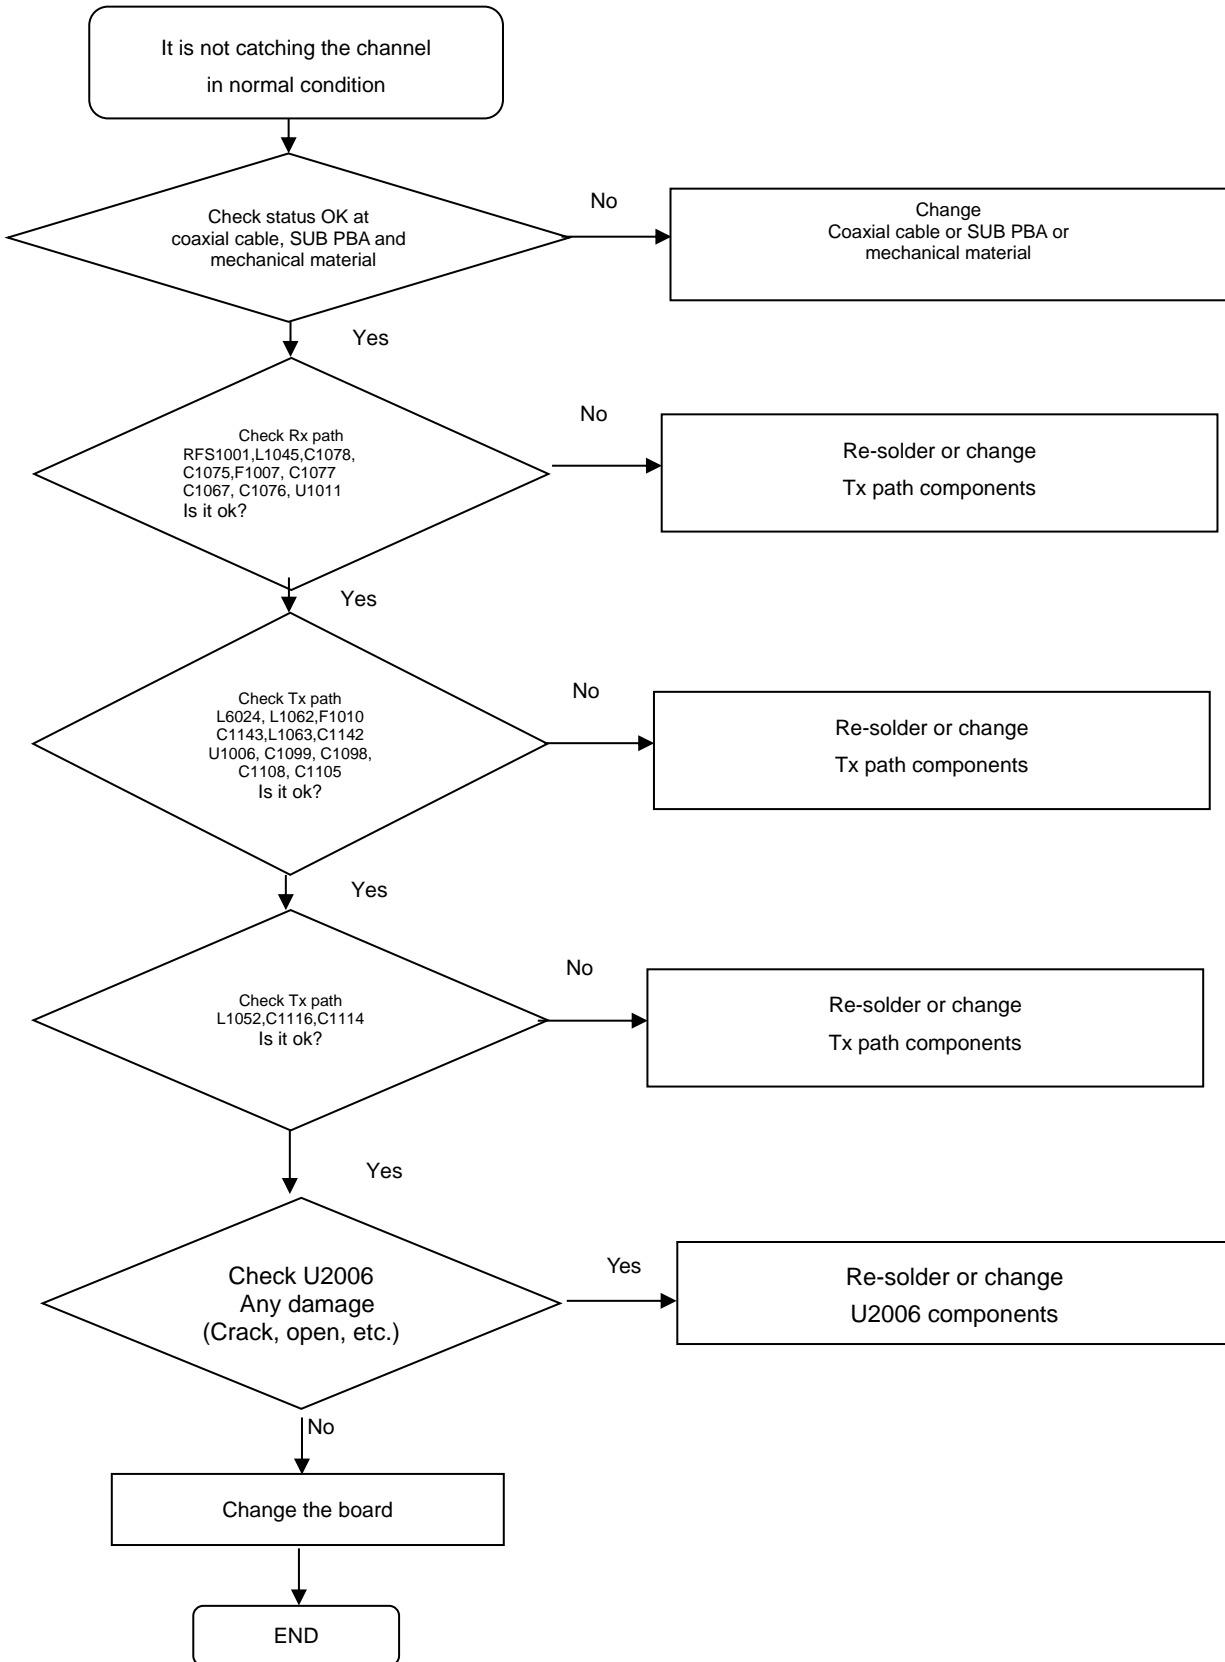 It is not catching the channel
in normal condition
Check status OK at
coaxial cable, SUB PBA and
mechanical material
No
Change
Coaxial cable or SUB PBA or
mechanical material
Yes
Check Rx path
RFS1001,L1045,C1078,
C1075,F1007, C1077
C1067, C1076, U1011
Is it ok?
No
Re-solder or change
Tx path components
Yes
Check Tx path
L6024, L1062,F1010
C1143,L1063,C1142
U1006, C1099, C1098,
C1108, C1105
Is it ok?
No
Re-solder or change
Tx path components
Yes
Check Tx path
L1052,C1116,C1114
Is it ok?
No
Re-solder or change
Tx path components
Yes
Check U2006
Any damage
(Crack, open, etc.)
Yes
Re-solder or change
U2006 components
No
Change the board
END